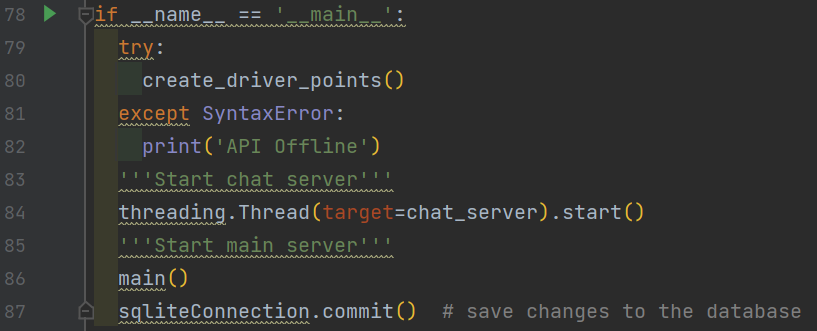 78 if __name__ == '__main__':
79 try:
80 create_driver_points()
81 except SyntaxError:
82 print('API Offline')
83 '''Start chat server'''
84 threading.Thread(target=chat_server).start()
85 '''Start main server'''
86 main()
87 sqliteConnection.commit() # save changes to the database